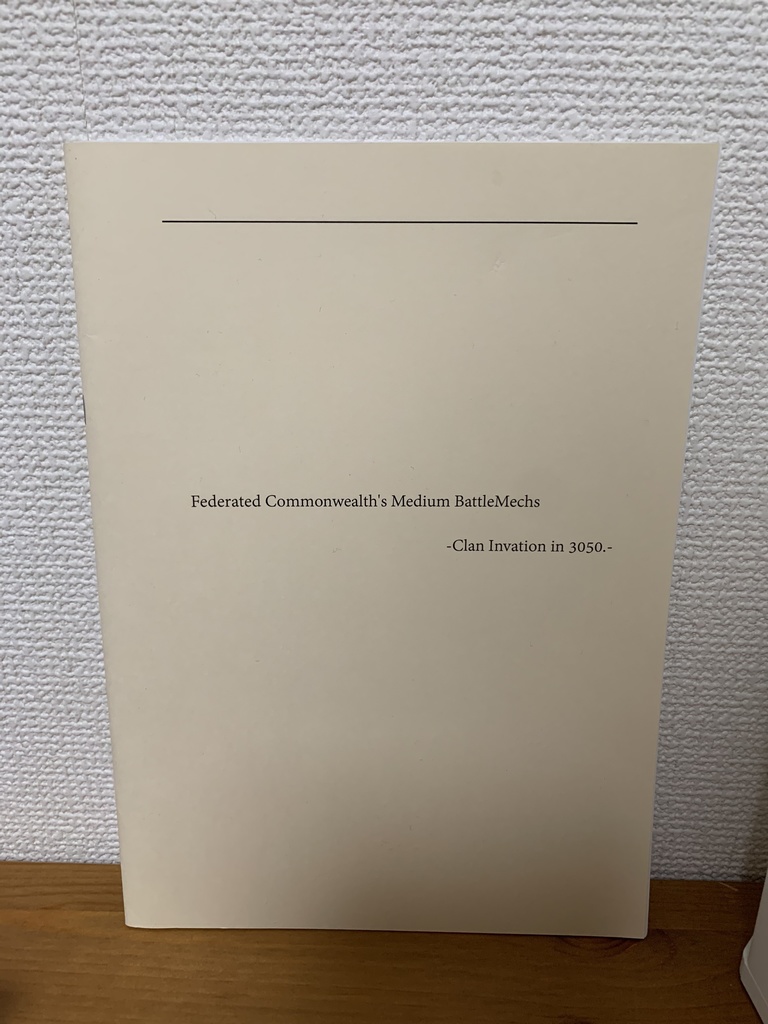 Federated Commonwealth's Medium BattleMechs
-Clan Invation in 3050.-